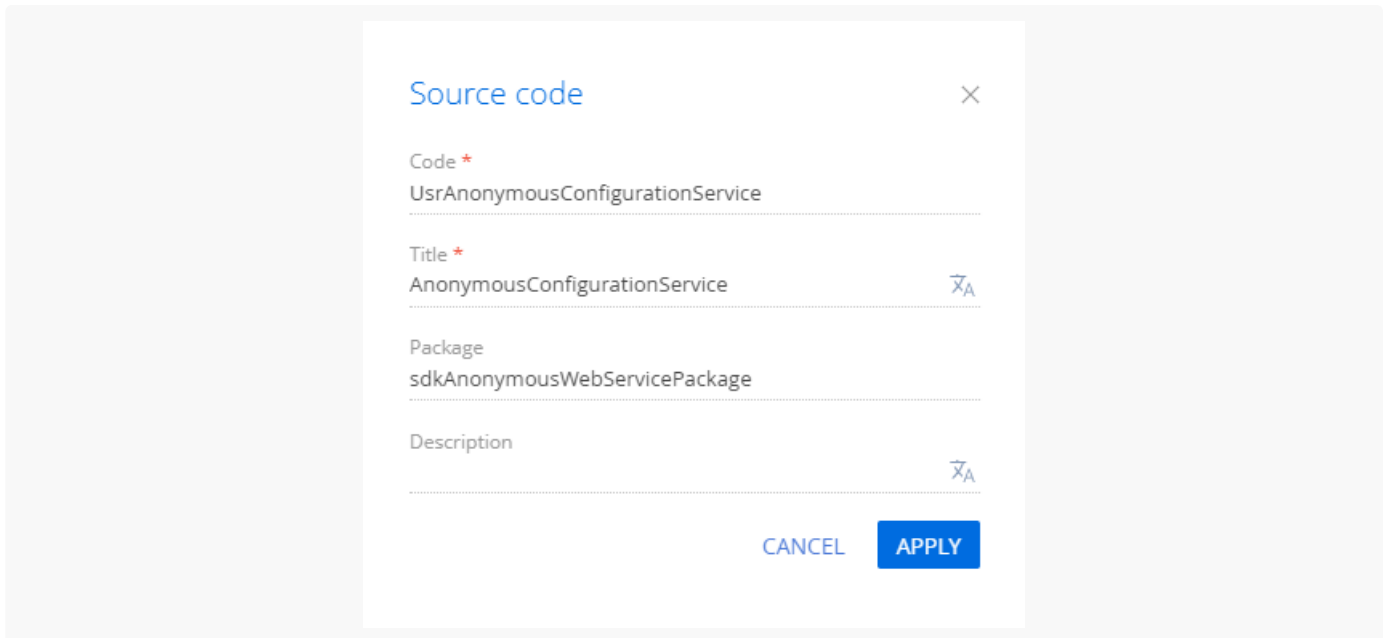 Source code
Code *
UsrAnonymousConfigurationService
Title *
AnonymousConfigurationService
Package
sdkAnonymousWebServicePackage
Description
CANCEL APPLY